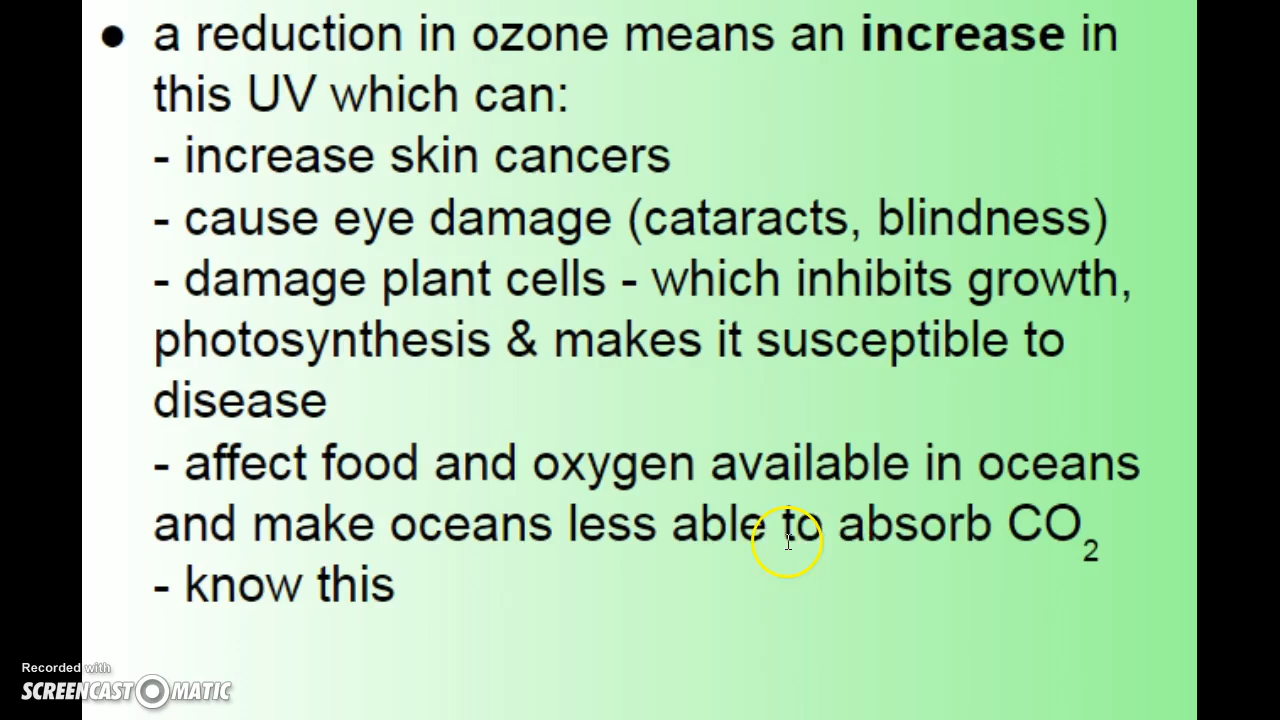 ● a reduction in ozone means an increase in
this UV which can:
- increase skin cancers
- cause eye damage (cataracts, blindness)
- damage plant cells - which inhibits growth,
photosynthesis & makes it susceptible to
disease
- affect food and oxygen available in oceans
and make oceans less able to absorb CO₂
- know this
Recorded with
SCREENCAST O MATIC